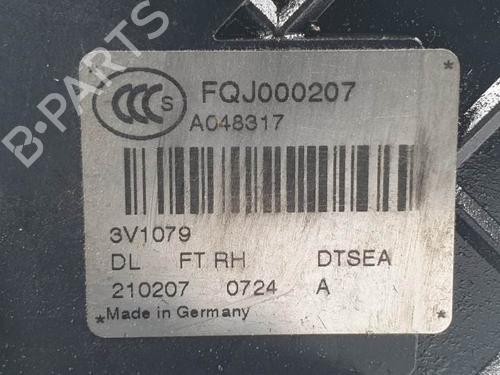 CCC S FQJ000207
A048317
3V1079
DL FT RH DTSEA
210207 0724 A
*Made in Germany *
B-PARTS